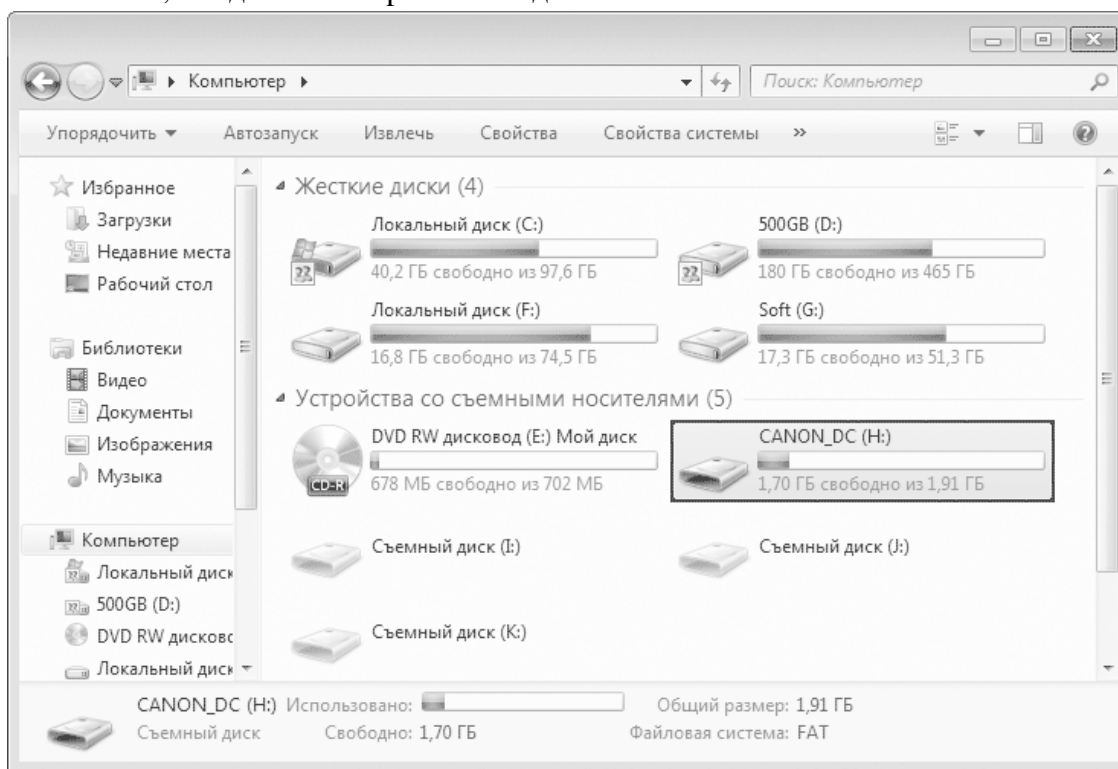 Компьютер
Поиск: Компьютер
Упорядочить Автозапуск Извлечь Свойства Свойства системы »
Избранное
Загрузки
Недавние места
Рабочий стол
Библиотеки
Видео
Документы
Изображения
Музыка
Компьютер
Локальный диск
500GB (D:)
DVD RW дисково
Локальный диск
Жесткие диски (4)
Локальный диск (C:)
40,2 ГБ свободно из 97,6 ГБ
500GB (D:)
180 ГБ свободно из 465 ГБ
Локальный диск (F:)
16,8 ГБ свободно из 74,5 ГБ
Soft (G:)
17,3 ГБ свободно из 51,3 ГБ
Устройства со съемными носителями (5)
DVD RW дисковод (E:) Мой диск
CD-R
678 МБ свободно из 702 МБ
CANON_DC (H:)
1,70 ГБ свободно из 1,91 ГБ
Съемный диск (I:)
Съемный диск (J:)
Съемный диск (K:)
CANON_DC (H:) Использовано: Общий размер: 1,91 ГБ
Съемный диск Свободно: 1,70 ГБ Файловая система: FAT